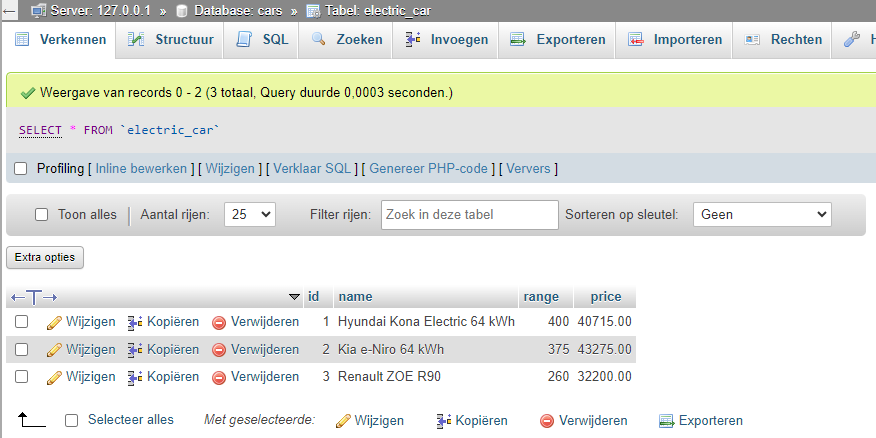 ← Server: 127.0.0.1 » Database: cars » Tabel: electric_car
Verkennen Structuur SQL Zoeken Invoegen Exporteren Importeren Rechten
Weergave van records 0 - 2 (3 totaal, Query duurde 0,0003 seconden.)
SELECT * FROM `electric_car`
Profiling [ Inline bewerken ] [ Wijzigen ] [ Verklaar SQL ] [ Genereer PHP-code ] [ Ververs ]
Toon alles Aantal rijen: 25 Filter rijen: Zoek in deze tabel Sorteren op sleutel: Geen
Extra opties
←T→ id name range price
Wijzigen Kopiëren Verwijderen 1 Hyundai Kona Electric 64 kWh 400 40715.00
Wijzigen Kopiëren Verwijderen 2 Kia e-Niro 64 kWh 375 43275.00
Wijzigen Kopiëren Verwijderen 3 Renault ZOE R90 260 32200.00
Selecteer alles Met geselecteerde: Wijzigen Kopiëren Verwijderen Exporteren